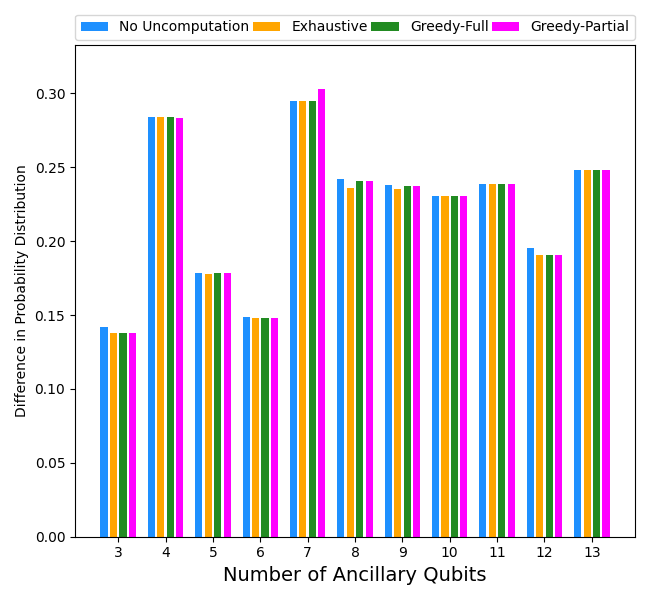 No Uncomputation Exhaustive Greedy-Full Greedy-Partial
Difference in Probability Distribution
0.30
0.25
0.20
0.15
0.10
0.05
0.00
3 4 5 6 7 8 9 10 11 12 13
Number of Ancillary Qubits